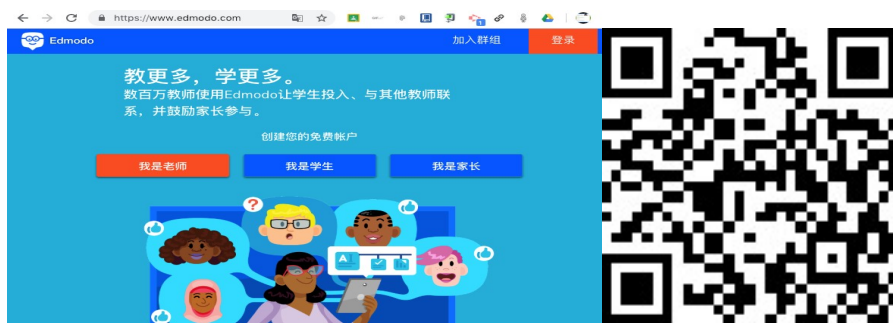 https://www.edmodo.com
1
Edmodo
加入群组
登录
教更多，学更多。
数百万教师使用Edmodo让学生投入、与其他教师联
系，并鼓励家长参与。
创建您的免费帐户
我是老师
我是学生
我是家长
?
A